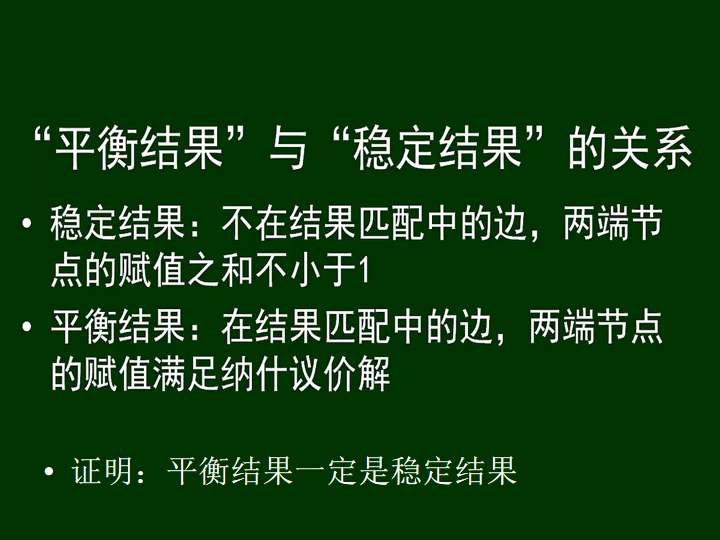 “平衡结果”与“稳定结果”的关系
• 稳定结果：不在结果匹配中的边，两端节
点的赋值之和不小于1
• 平衡结果：在结果匹配中的边，两端节点
的赋值满足纳什议价解
• 证明：平衡结果一定是稳定结果